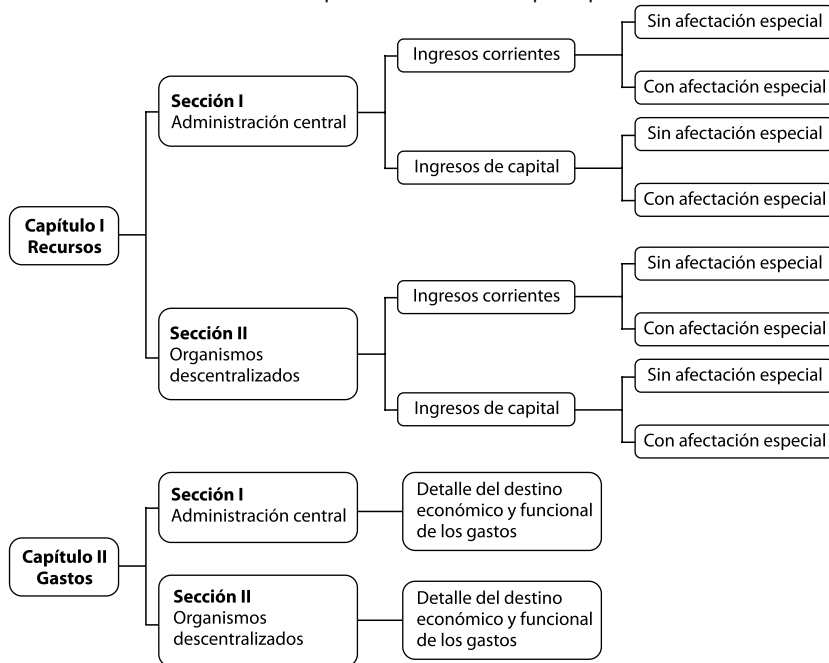 Sin afectación especial
Ingresos corrientes
Con afectación especial
Sección I
Administración central
Sin afectación especial
Ingresos de capital
Con afectación especial
Capítulo I
Recursos
Sin afectación especial
Ingresos corrientes
Con afectación especial
Sección II
Organismos
descentralizados
Sin afectación especial
Ingresos de capital
Con afectación especial
Sección I
Administración central
Detalle del destino
económico y funcional
de los gastos
Capítulo II
Gastos
Sección II
Organismos
descentralizados
Detalle del destino
económico y funcional
de los gastos